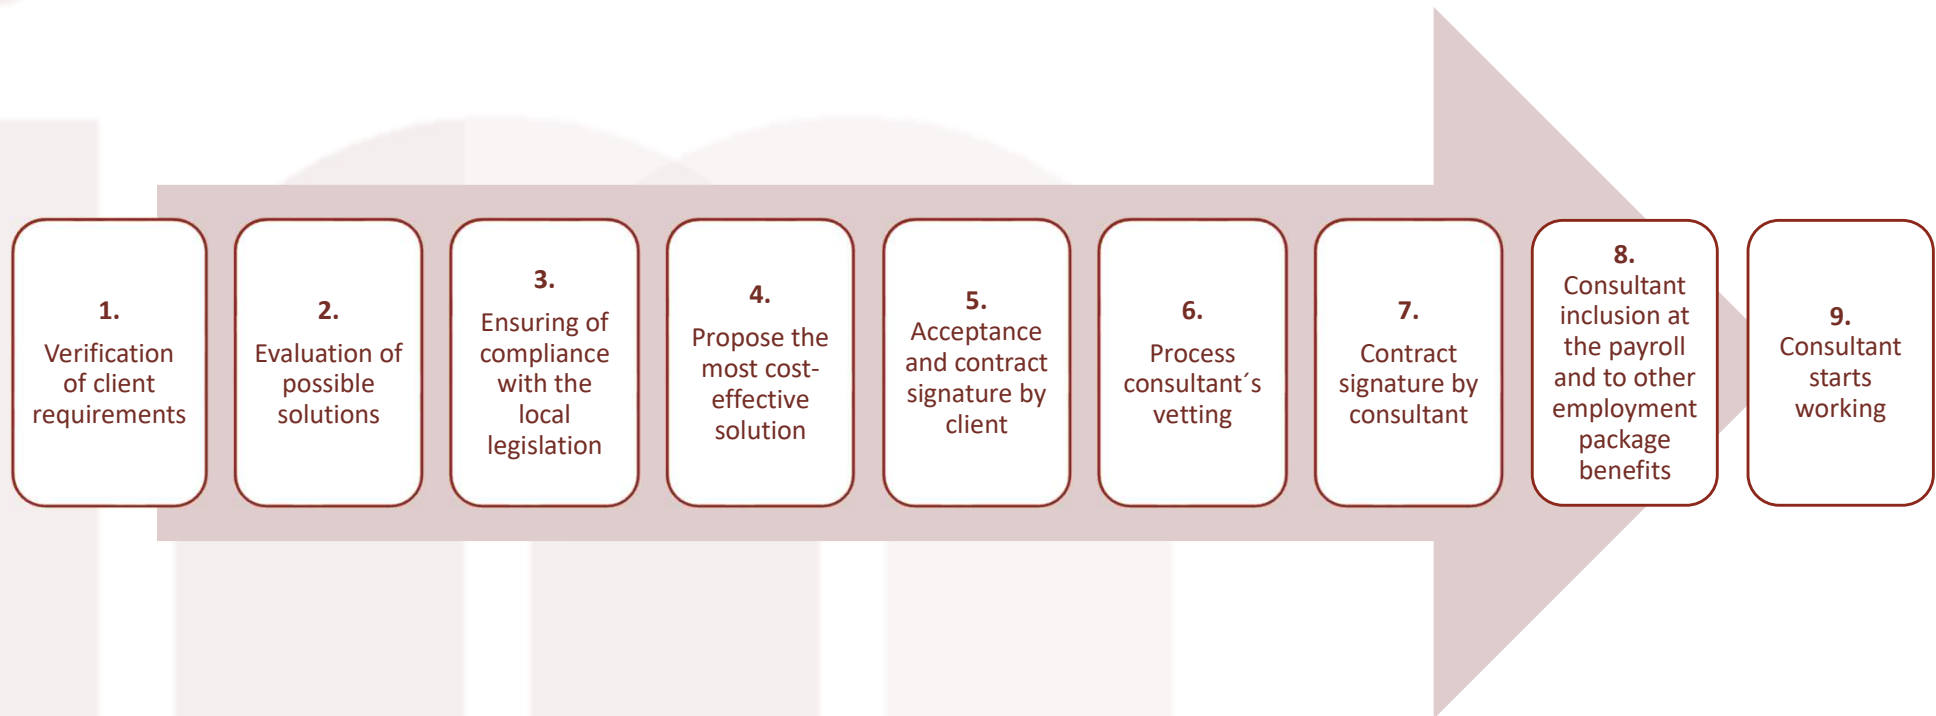 1.
Verification
of client
requirements
2.
Evaluation of
possible
solutions
3.
Ensuring of
compliance
with the
local
legislation
4.
Propose the
most cost-
effective
solution
5.
Acceptance
and contract
signature by
client
6.
Process
consultant´s
vetting
7.
Contract
signature by
consultant
8.
Consultant
inclusion at
the payroll
and to other
employment
package
benefits
9.
Consultant
starts
working